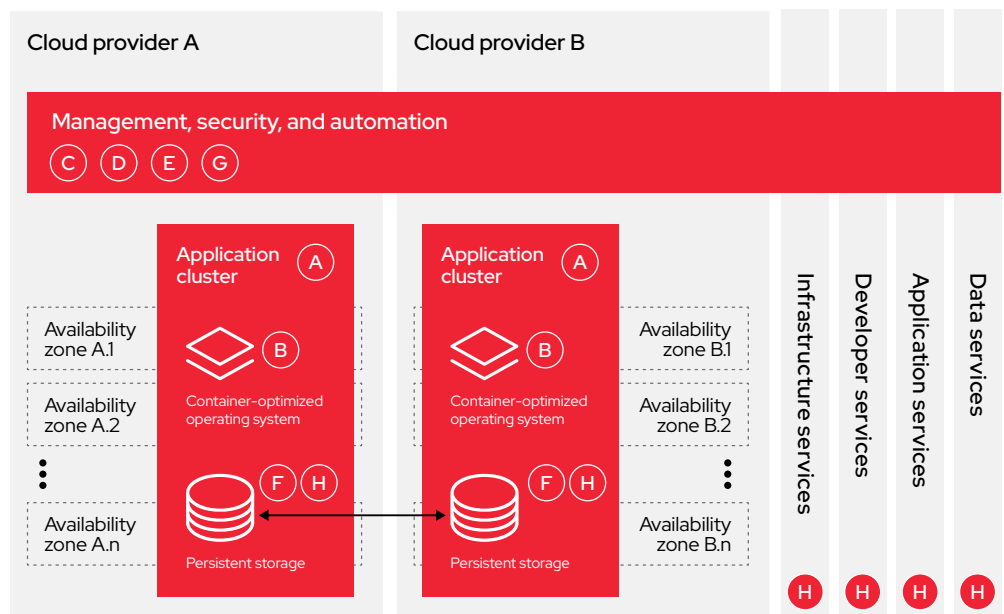 Cloud provider A
Cloud provider B
Management, security, and automation
C D E G
Application
cluster
A
Availability
zone A.1
B
Container-optimized
operating system
Availability
zone A.2
F H
Availability
zone A.n
Persistent storage
Application
cluster
A
B
Availability
zone B.1
Container-optimized
operating system
Availability
zone B.2
F H
Availability
zone B.n
Persistent storage
Infrastructure services
H
Developer services
H
Application services
H
Data services
H